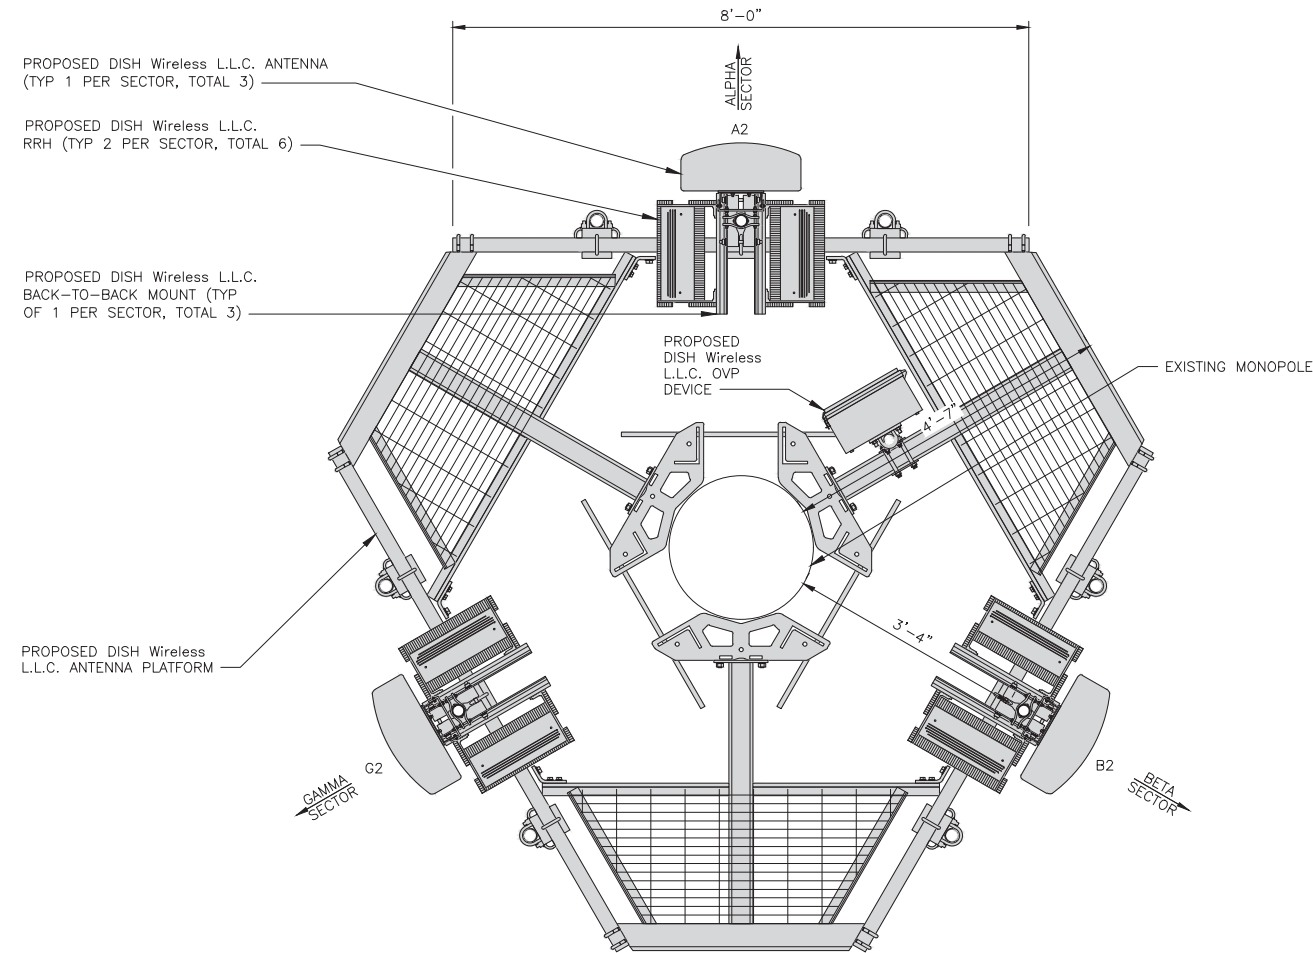 8'-0"
PROPOSED DISH Wireless L.L.C. ANTENNA
(TYP 1 PER SECTOR, TOTAL 3)
ALPHA
SECTOR
A2
PROPOSED DISH Wireless L.L.C.
RRH (TYP 2 PER SECTOR, TOTAL 6)
PROPOSED DISH Wireless L.L.C.
BACK-TO-BACK MOUNT (TYP
OF 1 PER SECTOR, TOTAL 3)
PROPOSED
DISH Wireless
L.L.C. OVP
DEVICE
EXISTING MONOPOLE
4'-7"
3'-4"
PROPOSED DISH Wireless
L.L.C. ANTENNA PLATFORM
G2
GAMMA
SECTOR
B2
BETA
SECTOR